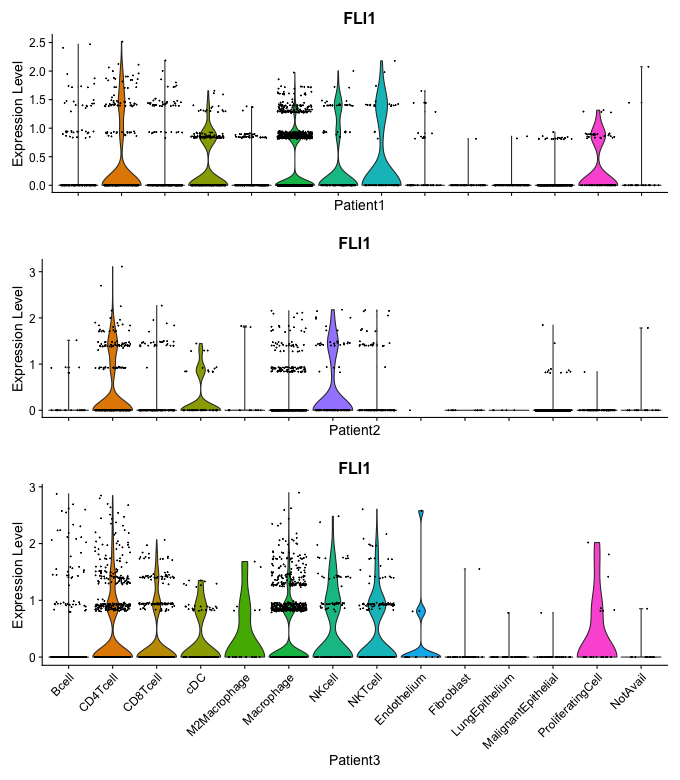 FLI1
Expression Level
2.5
2.0
1.5
1.0
0.5
0.0
Patient1
FLI1
Expression Level
3
2
1
0
Patient2
FLI1
Expression Level
3
2
1
0
Bcell
CD4Tcell
CD8Tcell
cDC
M2Macrophage
Macrophage
NKcell
NKTcell
Endothelium
Fibroblast
LungEpithelium
MalignantEpithelial
ProliferatingCell
NotAvail
Patient3